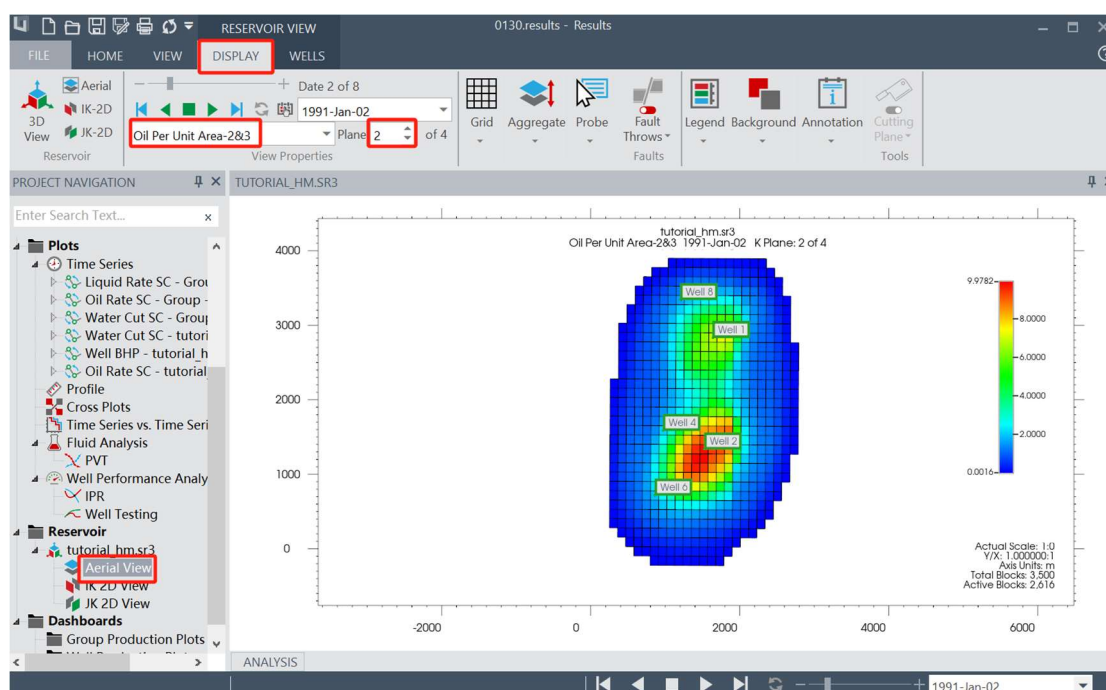 RESERVOIR VIEW
0130.results - Results
FILE HOME VIEW DISPLAY WELLS
3D View
Aerial
IK-2D
JK-2D
Reservoir
Date 2 of 8
1991-Jan-02
Oil Per Unit Area-2&3
Plane 2 of 4
View Properties
Grid
Aggregate
Probe
Fault Throws
Faults
Legend
Background
Annotation
Cutting Plane
Tools
PROJECT NAVIGATION
TUTORIAL_HM.SR3
Enter Search Text...
Plots
Time Series
Liquid Rate SC - Grou
Oil Rate SC - Group -
Water Cut SC - Group
Water Cut SC - tutori
Well BHP - tutorial_h
Oil Rate SC - tutorial_
Profile
Cross Plots
Time Series vs. Time Seri
Fluid Analysis
PVT
Well Performance Analy
IPR
Well Testing
Reservoir
tutorial_hm.sr3
Aerial View
IK 2D View
JK 2D View
Dashboards
Group Production Plots
tutorial_hm.sr3
Oil Per Unit Area-2&3 1991-Jan-02 K Plane: 2 of 4
4000
3000
2000
1000
0
-2000 0 2000 4000 6000
Well 8
Well 1
Well 4
Well 2
Well 6
9.9782
8.0000
6.0000
4.0000
2.0000
0.0016
Actual Scale: 1:0
Y/X: 1.000000:1
Axis Units: m
Total Blocks: 3,500
Active Blocks: 2,616
ANALYSIS
1991-Jan-02